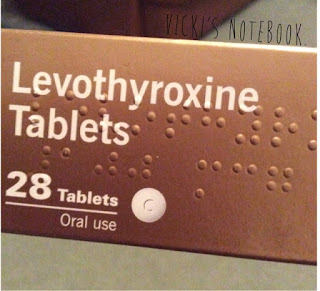 VICKI'S NOTEBOOK
Levothyroxine
Tablets
28 Tablets
Oral use
C